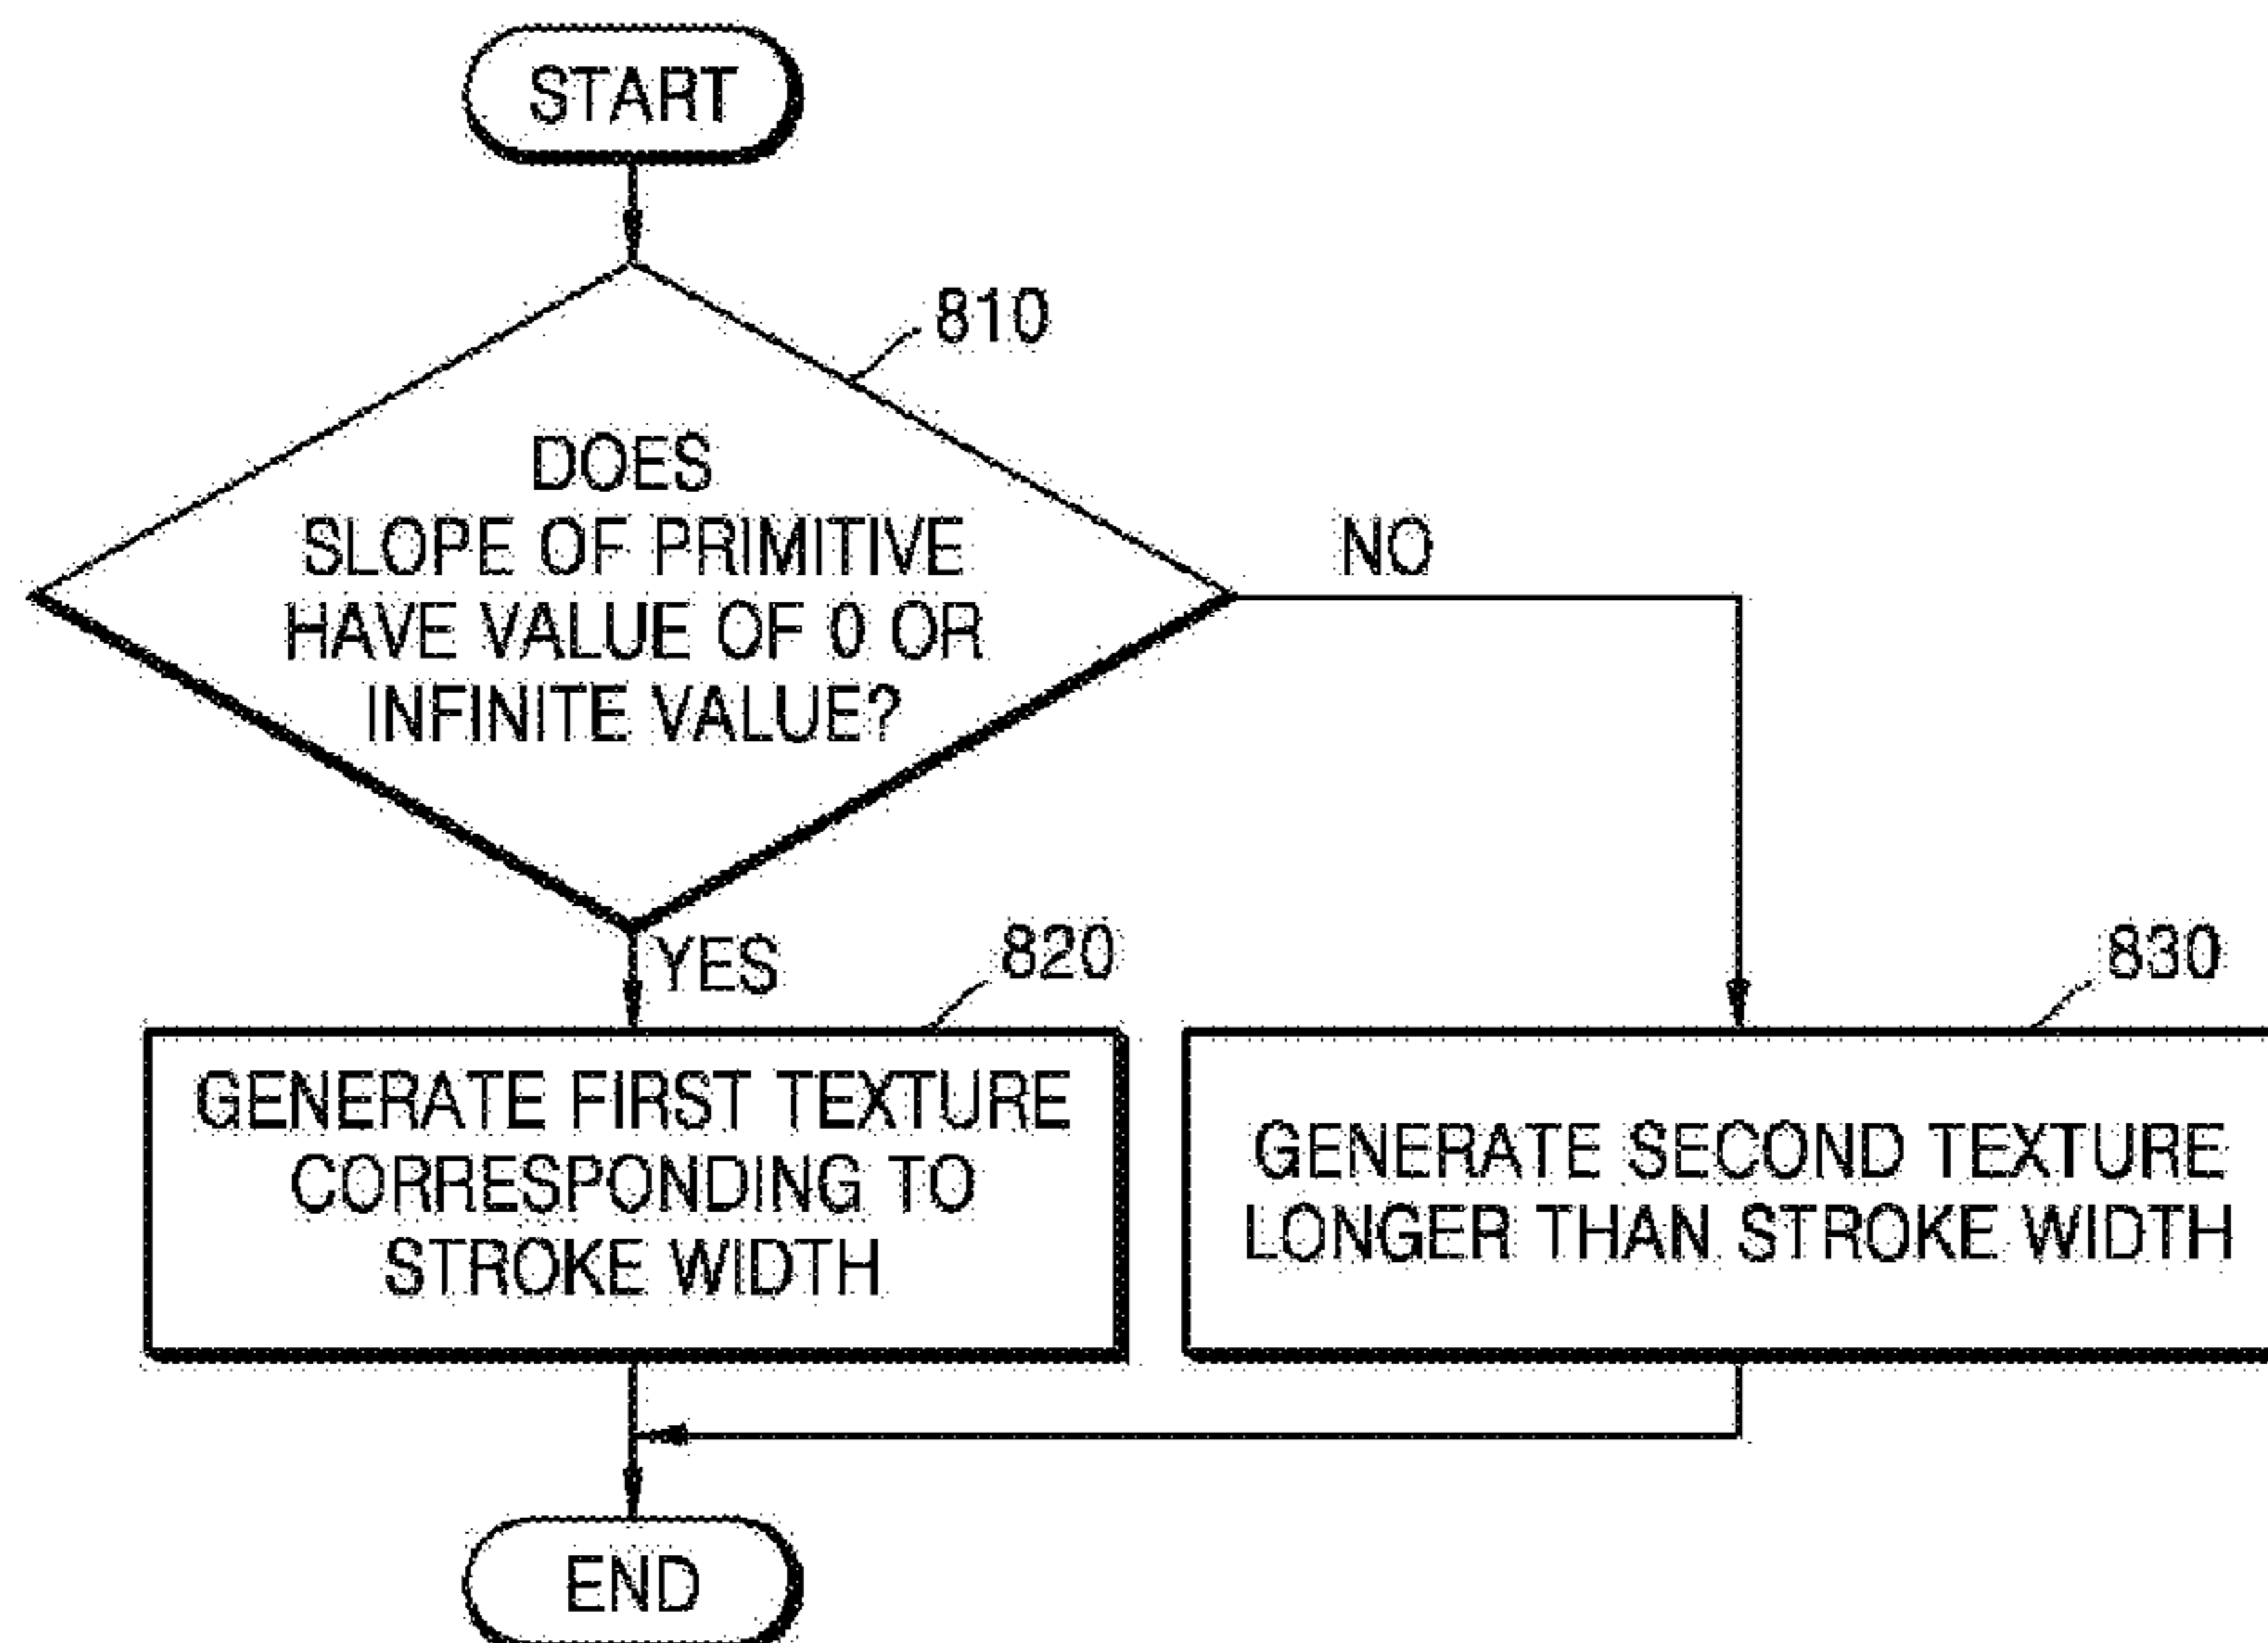 START
810
DOES
SLOPE OF PRIMITIVE
HAVE VALUE OF 0 OR
INFINITE VALUE?
NO
YES
820
830
GENERATE FIRST TEXTURE
CORRESPONDING TO
STROKE WIDTH
GENERATE SECOND TEXTURE
LONGER THAN STROKE WIDTH
END